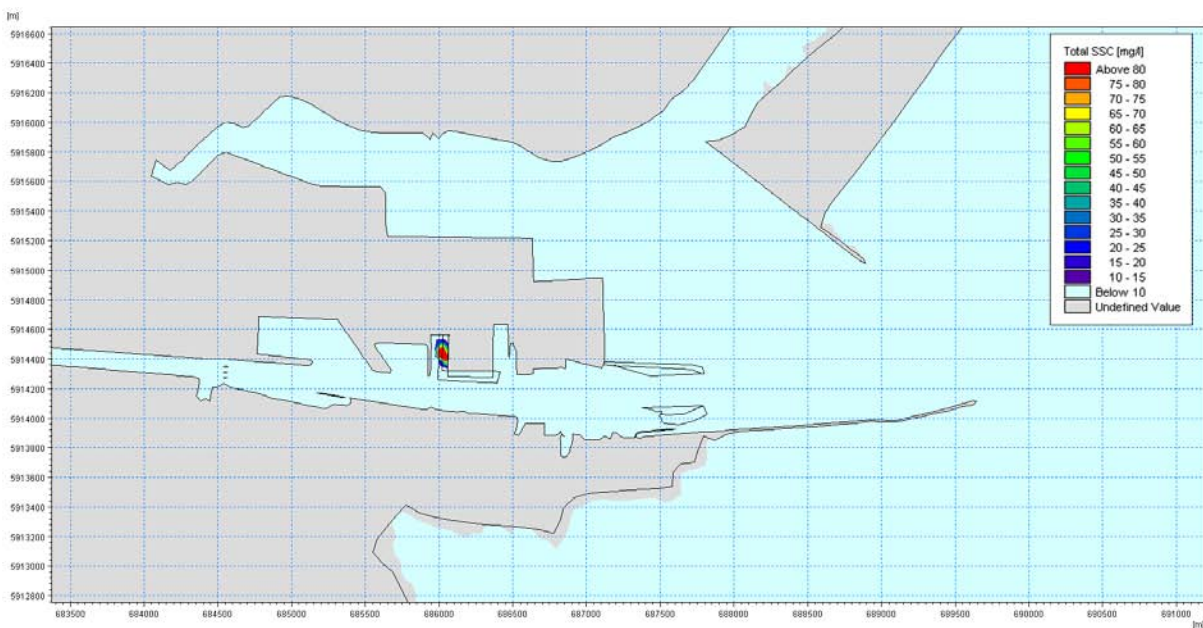 [m]
5916600
5916400
5916200
5916000
5915800
5915600
5915400
5915200
5915000
5914800
5914600
5914400
5914200
5914000
5913800
5913600
5913400
5913200
5913000
5912800
Total SSC [mg/l]
Above 80
75 - 80
70 - 75
65 - 70
60 - 65
55 - 60
50 - 55
45 - 50
40 - 45
35 - 40
30 - 35
25 - 30
20 - 25
15 - 20
10 - 15
Below 10
Undefined Value
683500 684000 684500 685000 685500 686000 686500 687000 687500 688000 688500 689000 689500 690000 690500 691000
[m]